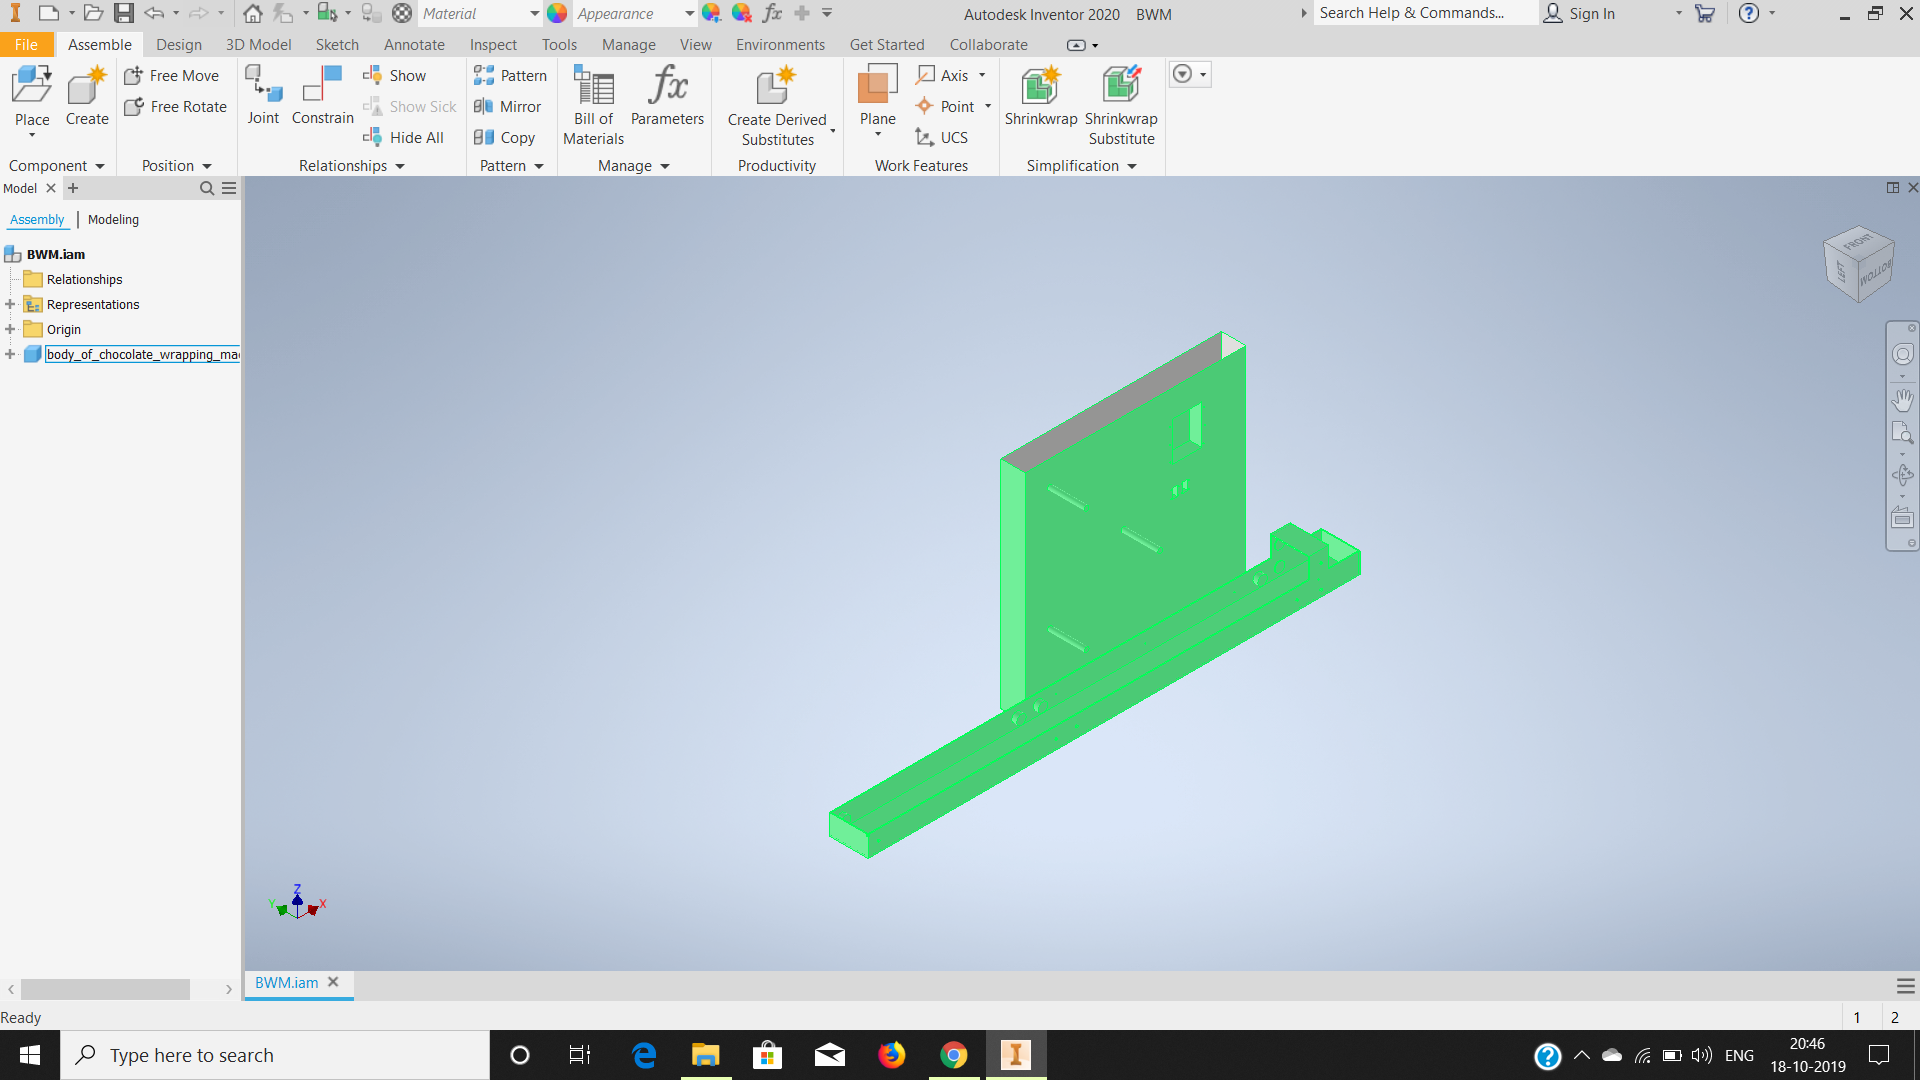 Material
Appearance
Autodesk Inventor 2020 BWM
Search Help & Commands...
Sign In
File Assemble Design 3D Model Sketch Annotate Inspect Tools Manage View Environments Get Started Collaborate
Place
Create
Free Move
Free Rotate
Joint
Constrain
Show
Show Sick
Hide All
Pattern
Mirror
Copy
Bill of
Materials
fx
Parameters
Create Derived
Substitutes
Plane
Axis
Point
UCS
Shrinkwrap
Shrinkwrap
Substitute
Component Position Relationships Pattern Manage Productivity Work Features Simplification
Model
Assembly | Modeling
BWM.iam
Relationships
Representations
Origin
body_of_chocolate_wrapping_mac
FRONT
LEFT
BOTTOM
Z
Y
X
BWM.iam
Ready
1 2
Type here to search
ENG
20:46
18-10-2019